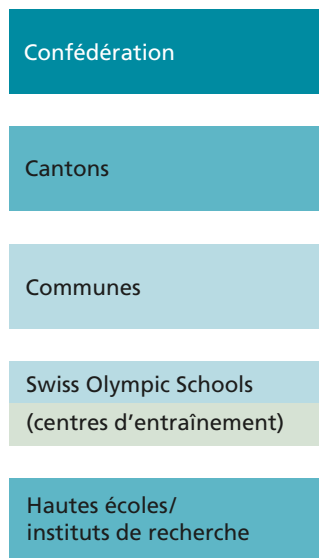 Confédération
Cantons
Communes
Swiss Olympic Schools
(centres d’entraînement)
Hautes écoles/
instituts de recherche